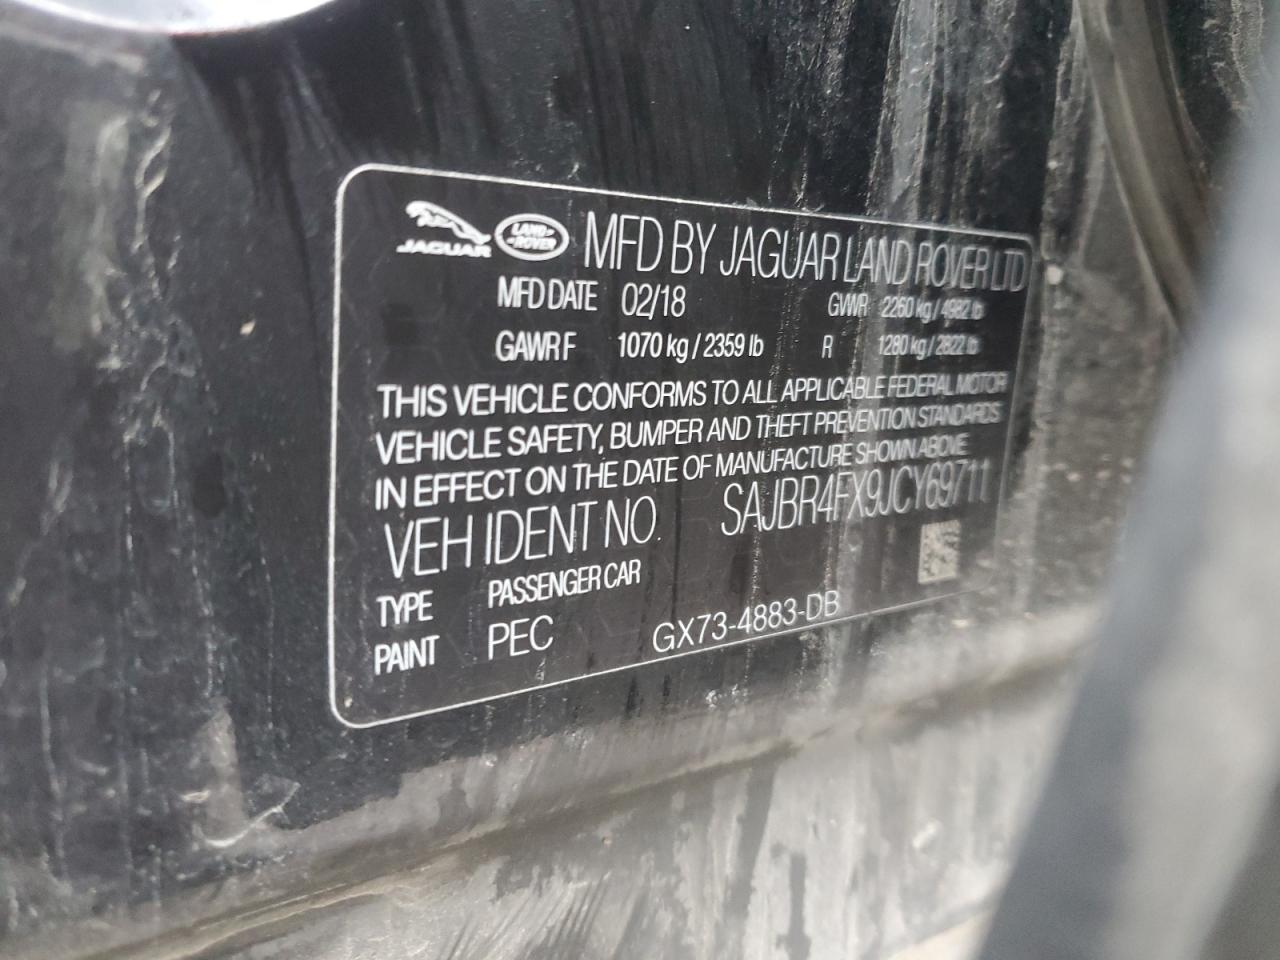 JAGUAR LAND ROVER MFD BY JAGUAR LAND ROVER LTD
MFD DATE 02/18 GVWR 2260 kg / 4982 lb
GAWR F 1070 kg / 2359 lb R 1280 kg / 2822 lb
THIS VEHICLE CONFORMS TO ALL APPLICABLE FEDERAL MOTOR
VEHICLE SAFETY, BUMPER AND THEFT PREVENTION STANDARDS
IN EFFECT ON THE DATE OF MANUFACTURE SHOWN ABOVE
VEH IDENT NO. SAJBR4FX9JCY69711
TYPE PASSENGER CAR
PAINT PEC GX73-4883-DB